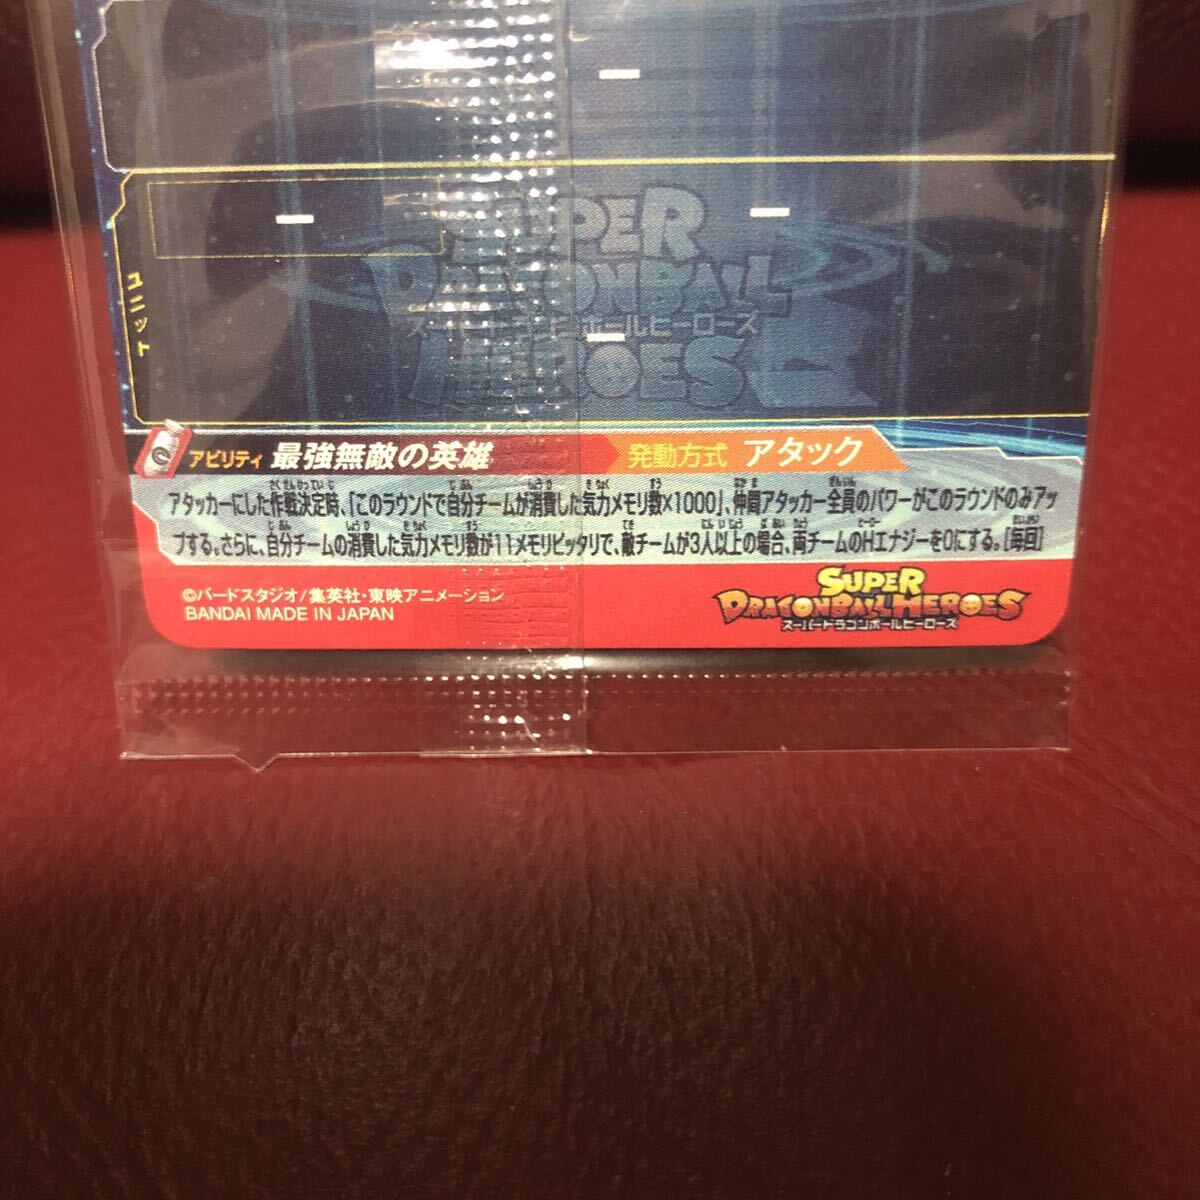 SUPER
DRAGONBALL
スーパードラゴンボールヒーローズ
HEROES
ユニット
アビリティ 最強無敵の英雄 発動方式 アタック
アタッカーにした作戦決定時、「このラウンドで自分チームが消費した気力メモリ数×1000」、仲間アタッカー全員のパワーがこのラウンドのみアッ
プする。さらに、自分チームの消費した気力メモリ数が11メモリピッタリで、敵チームが3人以上の場合、両チームのHエナジーを0にする。[毎回]
©バードスタジオ/集英社・東映アニメーション
BANDAI MADE IN JAPAN
SUPER
DRAGONBALL HEROES
スーパードラゴンボールヒーローズ